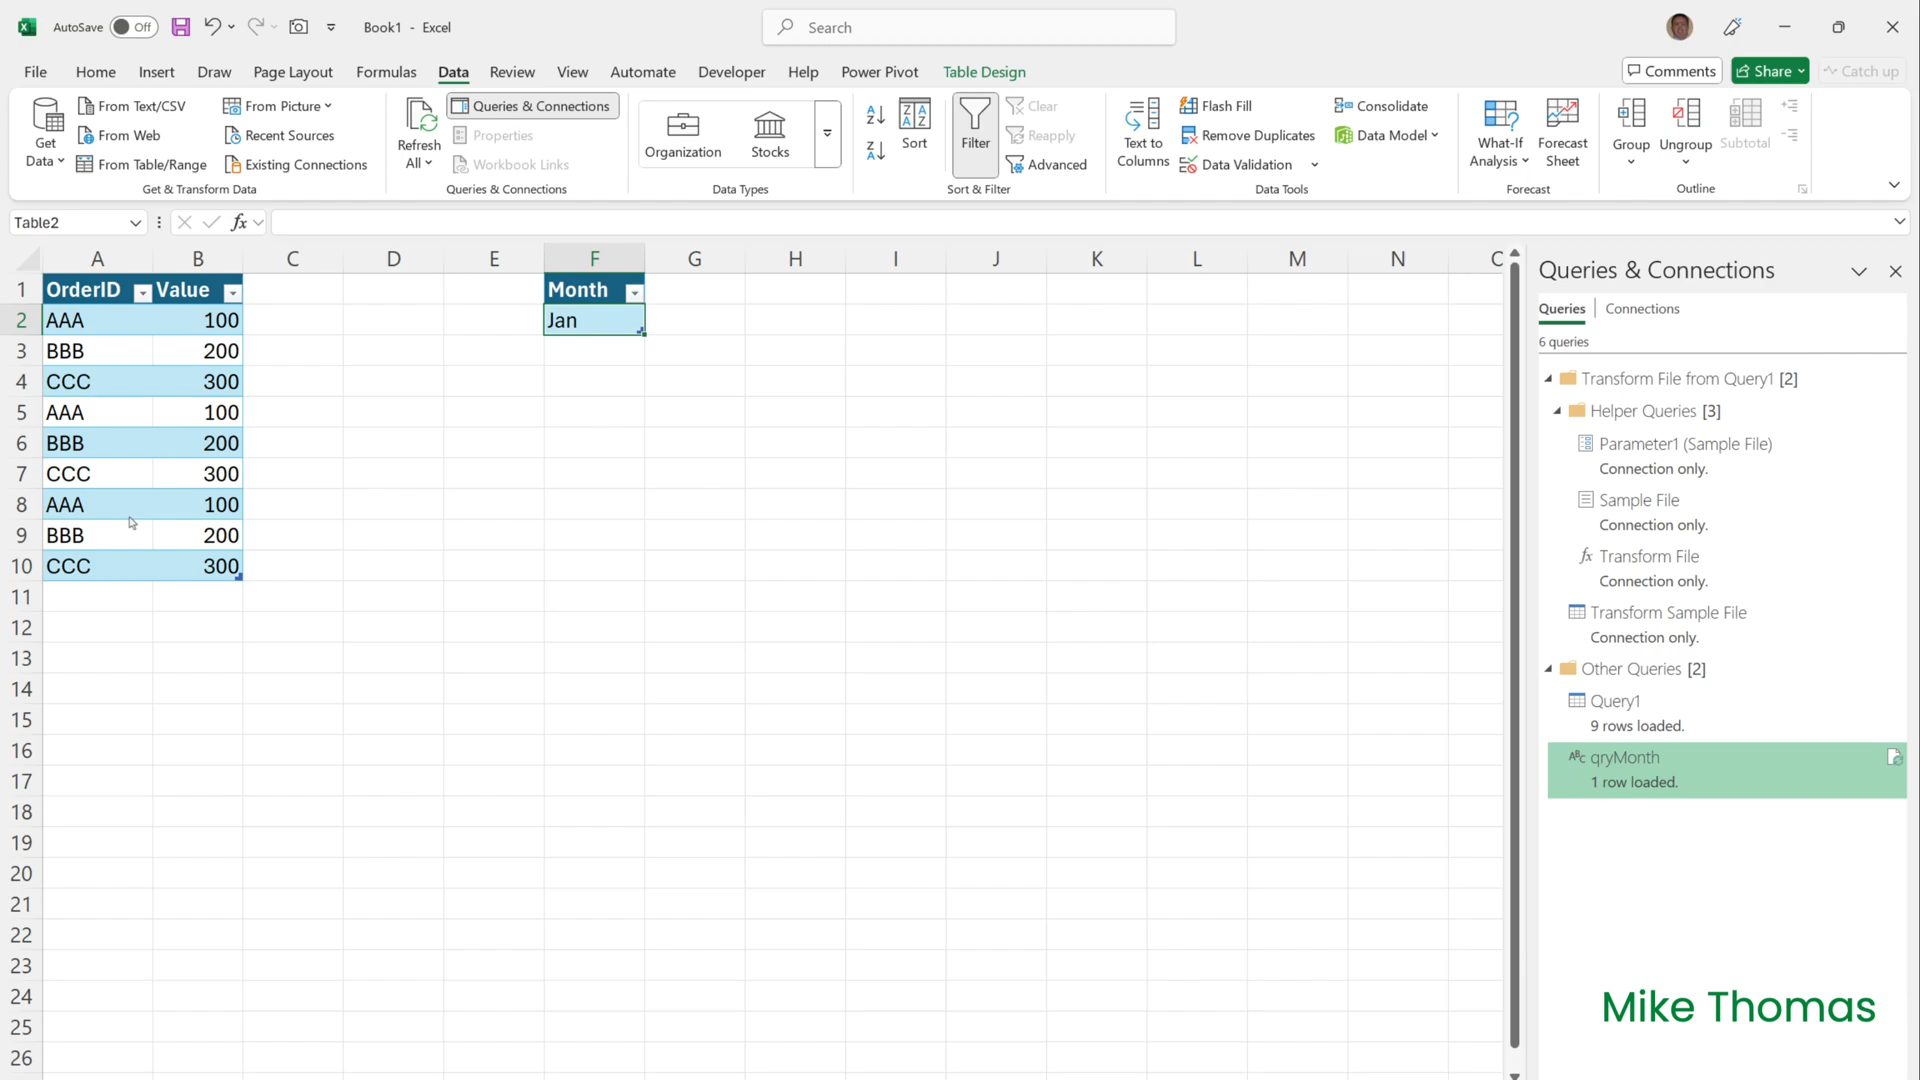 AutoSave Off Book1 - Excel Search
File Home Insert Draw Page Layout Formulas Data Review View Automate Developer Help Power Pivot Table Design Comments Share Catch up
Get Data
From Text/CSV
From Web
From Table/Range
From Picture
Recent Sources
Existing Connections
Get & Transform Data
Refresh All
Queries & Connections
Properties
Workbook Links
Queries & Connections
Organization
Stocks
Data Types
Sort
Filter
Clear
Reapply
Advanced
Sort & Filter
Text to Columns
Flash Fill
Remove Duplicates
Data Validation
Consolidate
Data Model
Data Tools
What-If Analysis
Forecast Sheet
Forecast
Group
Ungroup
Subtotal
Outline
Table2 fx
A B C D E F G H I J K L M N
1 OrderID Value Month
2 AAA 100 Jan
3 BBB 200
4 CCC 300
5 AAA 100
6 BBB 200
7 CCC 300
8 AAA 100
9 BBB 200
10 CCC 300
11
12
13
14
15
16
17
18
19
20
21
22
23
24
25
26
Queries & Connections
Queries Connections
6 queries
Transform File from Query1 [2]
Helper Queries [3]
Parameter1 (Sample File)
Connection only.
Sample File
Connection only.
fx Transform File
Connection only.
Transform Sample File
Connection only.
Other Queries [2]
Query1
9 rows loaded.
ABC qryMonth
1 row loaded.
Mike Thomas